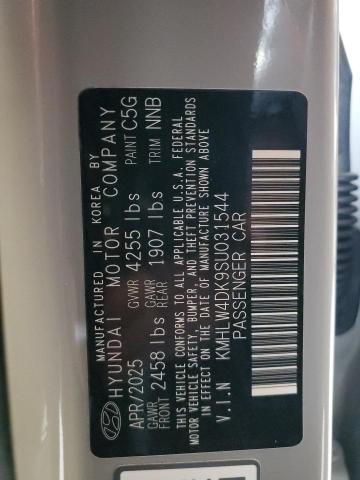 MANUFACTURED IN KOREA BY
HYUNDAI MOTOR COMPANY
APR/2025 GVWR 4255 lbs PAINT C5G
GAWR FRONT 2458 lbs GAWR REAR 1907 lbs TRIM NNB
THIS VEHICLE CONFORMS TO ALL APPLICABLE U.S.A. FEDERAL
MOTOR VEHICLE SAFETY, BUMPER, AND THEFT PREVENTION STANDARDS
IN EFFECT ON THE DATE OF MANUFACTURE SHOWN ABOVE
V.I.N KMHLW4DK9SU031544
PASSENGER CAR